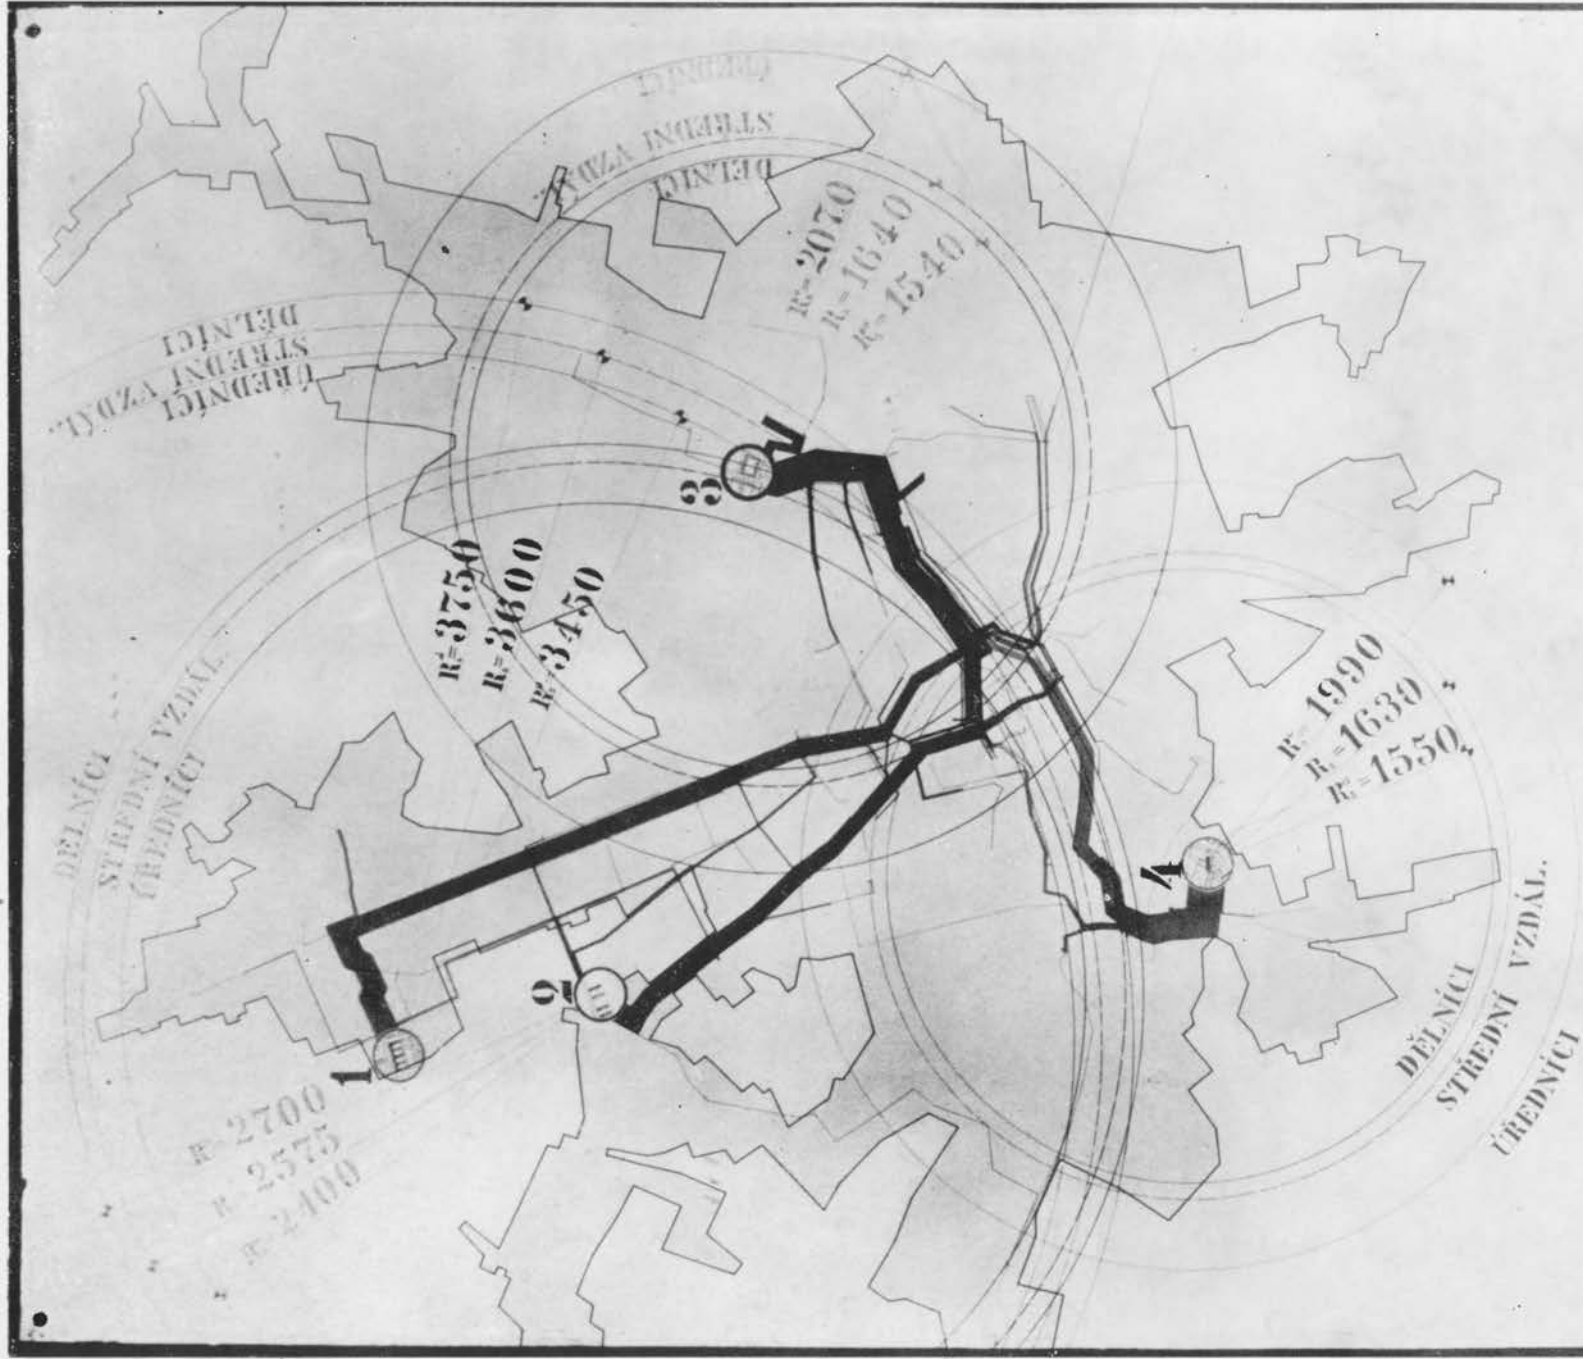 ÚŘEDNÍCI
STŘEDNÍ VZDÁL.
DĚLNÍCI
R=2070
R=1640
R=1540
DĚLNÍCI
STŘEDNÍ VZDÁL.
ÚŘEDNÍCI
3
R=3750
R=3600
R=3450
DĚLNÍCI
STŘEDNÍ VZDÁL.
ÚŘEDNÍCI
R=1990
R=1630
R=1550
4
2
1
R=2700
R=2575
R=2400
DĚLNÍCI
STŘEDNÍ VZDÁL.
ÚŘEDNÍCI